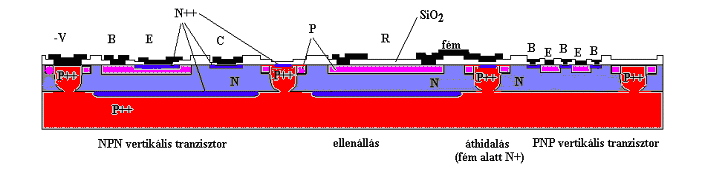 N++ SiO2
-V B E C P R fém B E B E B
P++ P++ P++ P++
N N N
P++
NPN vertikális tranzisztor ellenállás áthidalás PNP vertikális tranzisztor
(fém alatt N+)